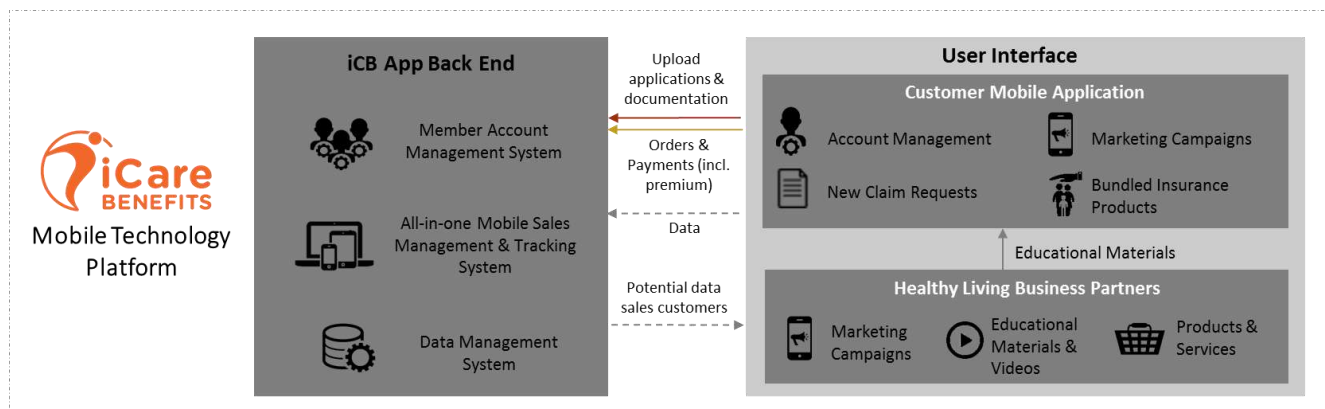 iCare
BENEFITS
Mobile Technology
Platform
iCB App Back End
Member Account
Management System
All-in-one Mobile Sales
Management & Tracking
System
Data Management
System
Upload
applications &
documentation
Orders &
Payments (incl.
premium)
Data
Potential data
sales customers
User Interface
Customer Mobile Application
Account Management
Marketing Campaigns
New Claim Requests
Bundled Insurance
Products
Educational Materials
Healthy Living Business Partners
Marketing
Campaigns
Educational
Materials &
Videos
Products &
Services